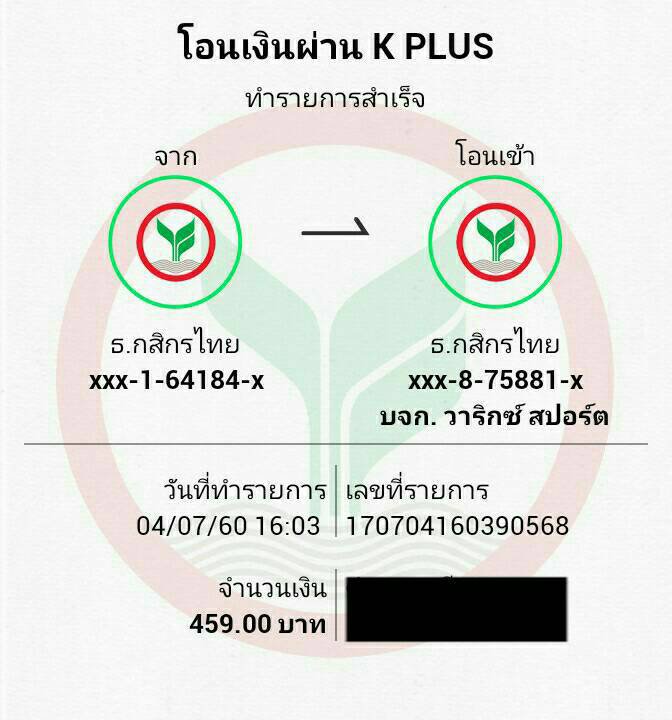 โอนเงินผ่าน K PLUS
ทำรายการสำเร็จ
จาก
โอนเข้า
ธ.กสิกรไทย
xxx-1-64184-x
ธ.กสิกรไทย
xxx-8-75881-x
บจก. วาริกซ์ สปอร์ต
วันที่ทำรายการ
04/07/60 16:03
เลขที่รายการ
170704160390568
จำนวนเงิน
459.00 บาท